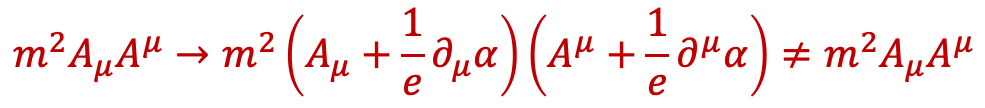 m²A_μA^μ → m²(A_μ + 1/e ∂_μα)(A^μ + 1/e ∂^μα) ≠ m²A_μA^μ